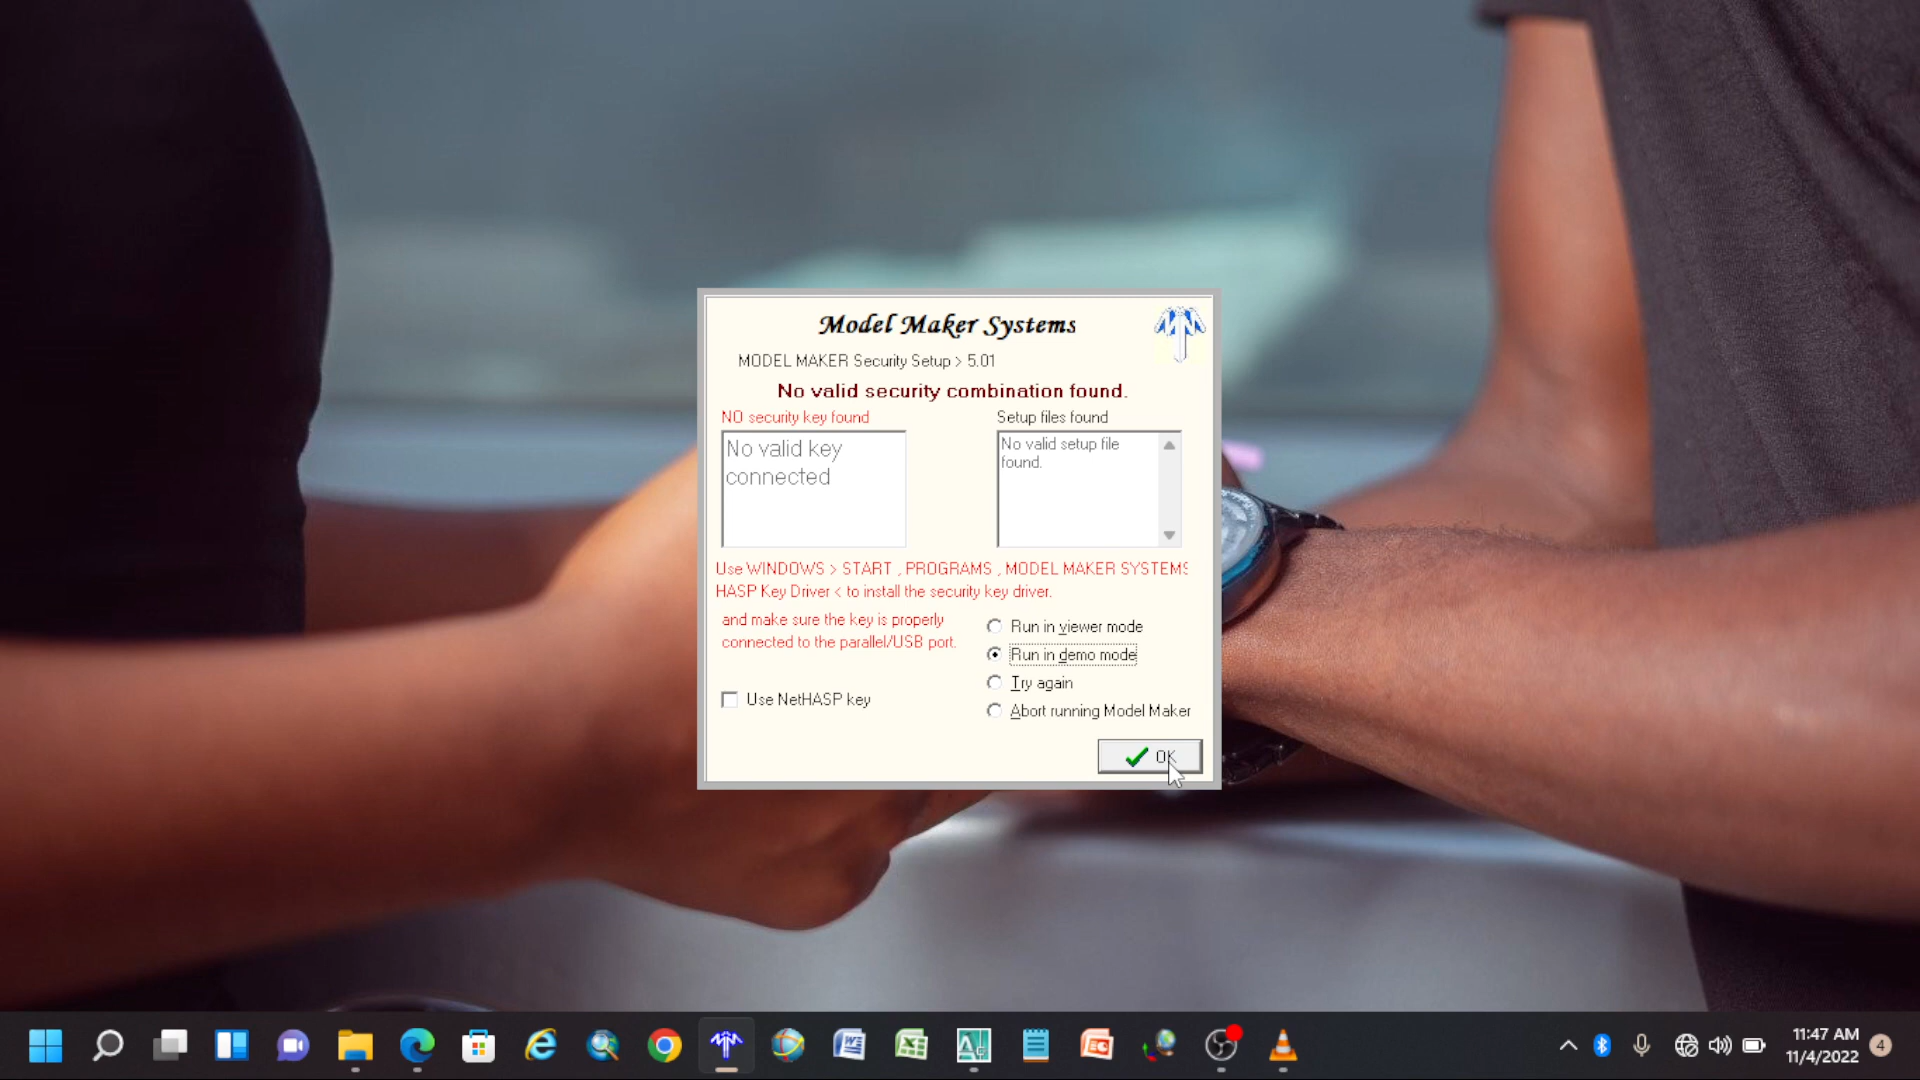 Model Maker Systems
MODEL MAKER Security Setup > 5.01
No valid security combination found.
NO security key found
Setup files found
No valid key
connected
No valid setup file
found.
Use WINDOWS > START , PROGRAMS , MODEL MAKER SYSTEMS
HASP Key Driver < to install the security key driver.
and make sure the key is properly
connected to the parallel/USB port.
Run in viewer mode
Run in demo mode
Try again
Abort running Model Maker
Use NetHASP key
OK
11:47 AM
11/4/2022
4